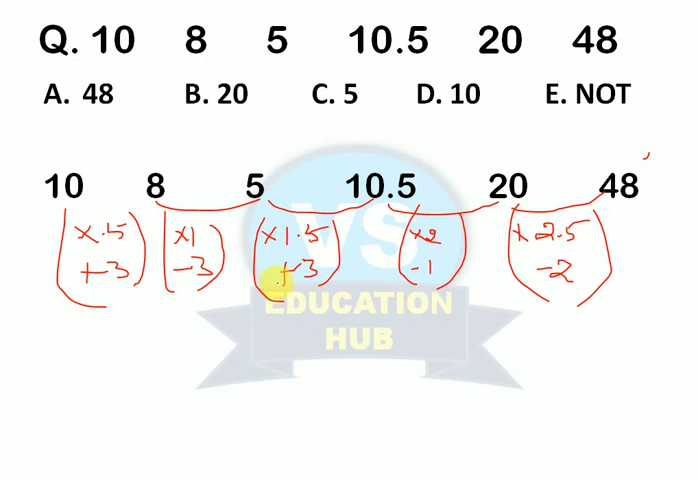 Q. 10 8 5 10.5 20 48
A. 48 B. 20 C. 5 D. 10 E. NOT
10 8 5 10.5 20 48
x.5 x1 x1.5 x2 x2.5
+3 -3 +3 -1 -2
VS
EDUCATION
HUB